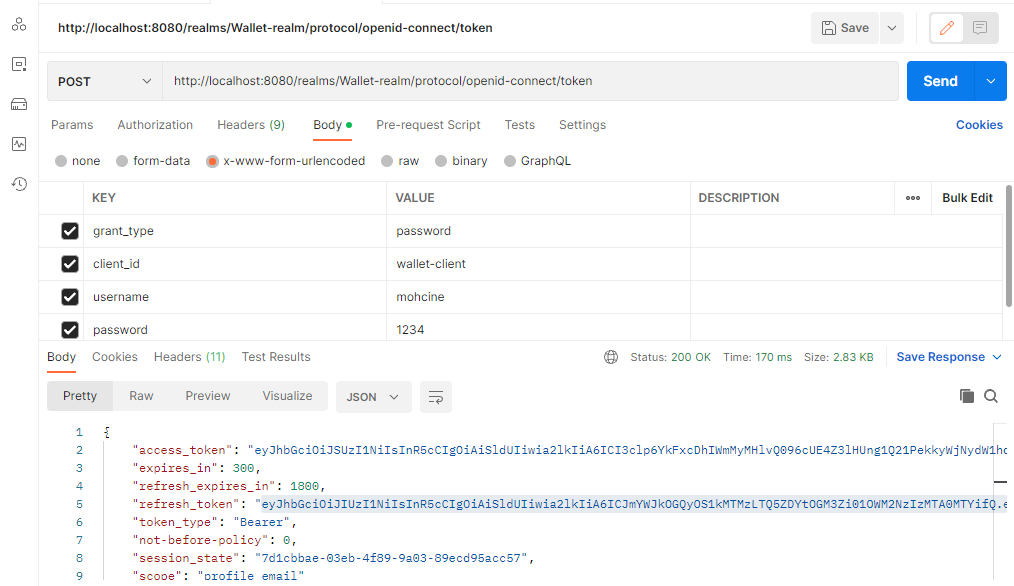 http://localhost:8080/realms/Wallet-realm/protocol/openid-connect/token
Save
POST
http://localhost:8080/realms/Wallet-realm/protocol/openid-connect/token
Send
Params Authorization Headers (9) Body Pre-request Script Tests Settings Cookies
none form-data x-www-form-urlencoded raw binary GraphQL
KEY VALUE DESCRIPTION ooo Bulk Edit
grant_type password
client_id wallet-client
username mohcine
password 1234
Body Cookies Headers (11) Test Results Status: 200 OK Time: 170 ms Size: 2.83 KB Save Response
Pretty Raw Preview Visualize JSON
1 {
2 "access_token": "eyJhbGciOiJSUzI1NiIsInR5cCIgOiAiSldUIiwia2lkIiA6ICI3clp6YkFxcDhIWmMyMHlvQ096cUE4Z3lHUng1Q21PekkyWjNydW1hd
3 "expires_in": 300,
4 "refresh_expires_in": 1800,
5 "refresh_token": "eyJhbGciOiJIUzI1NiIsInR5cCIgOiAiSldUIiwia2lkIiA6ICJmYWJkOGQyOS1kMTMzLTQ5ZDYtOGM3Zi01OWM2NzIzMTA0MTYifQ.e
6 "token_type": "Bearer",
7 "not-before-policy": 0,
8 "session_state": "7d1cbbae-03eb-4f89-9a03-89ecd95acc57",
9 "scope": "profile email"